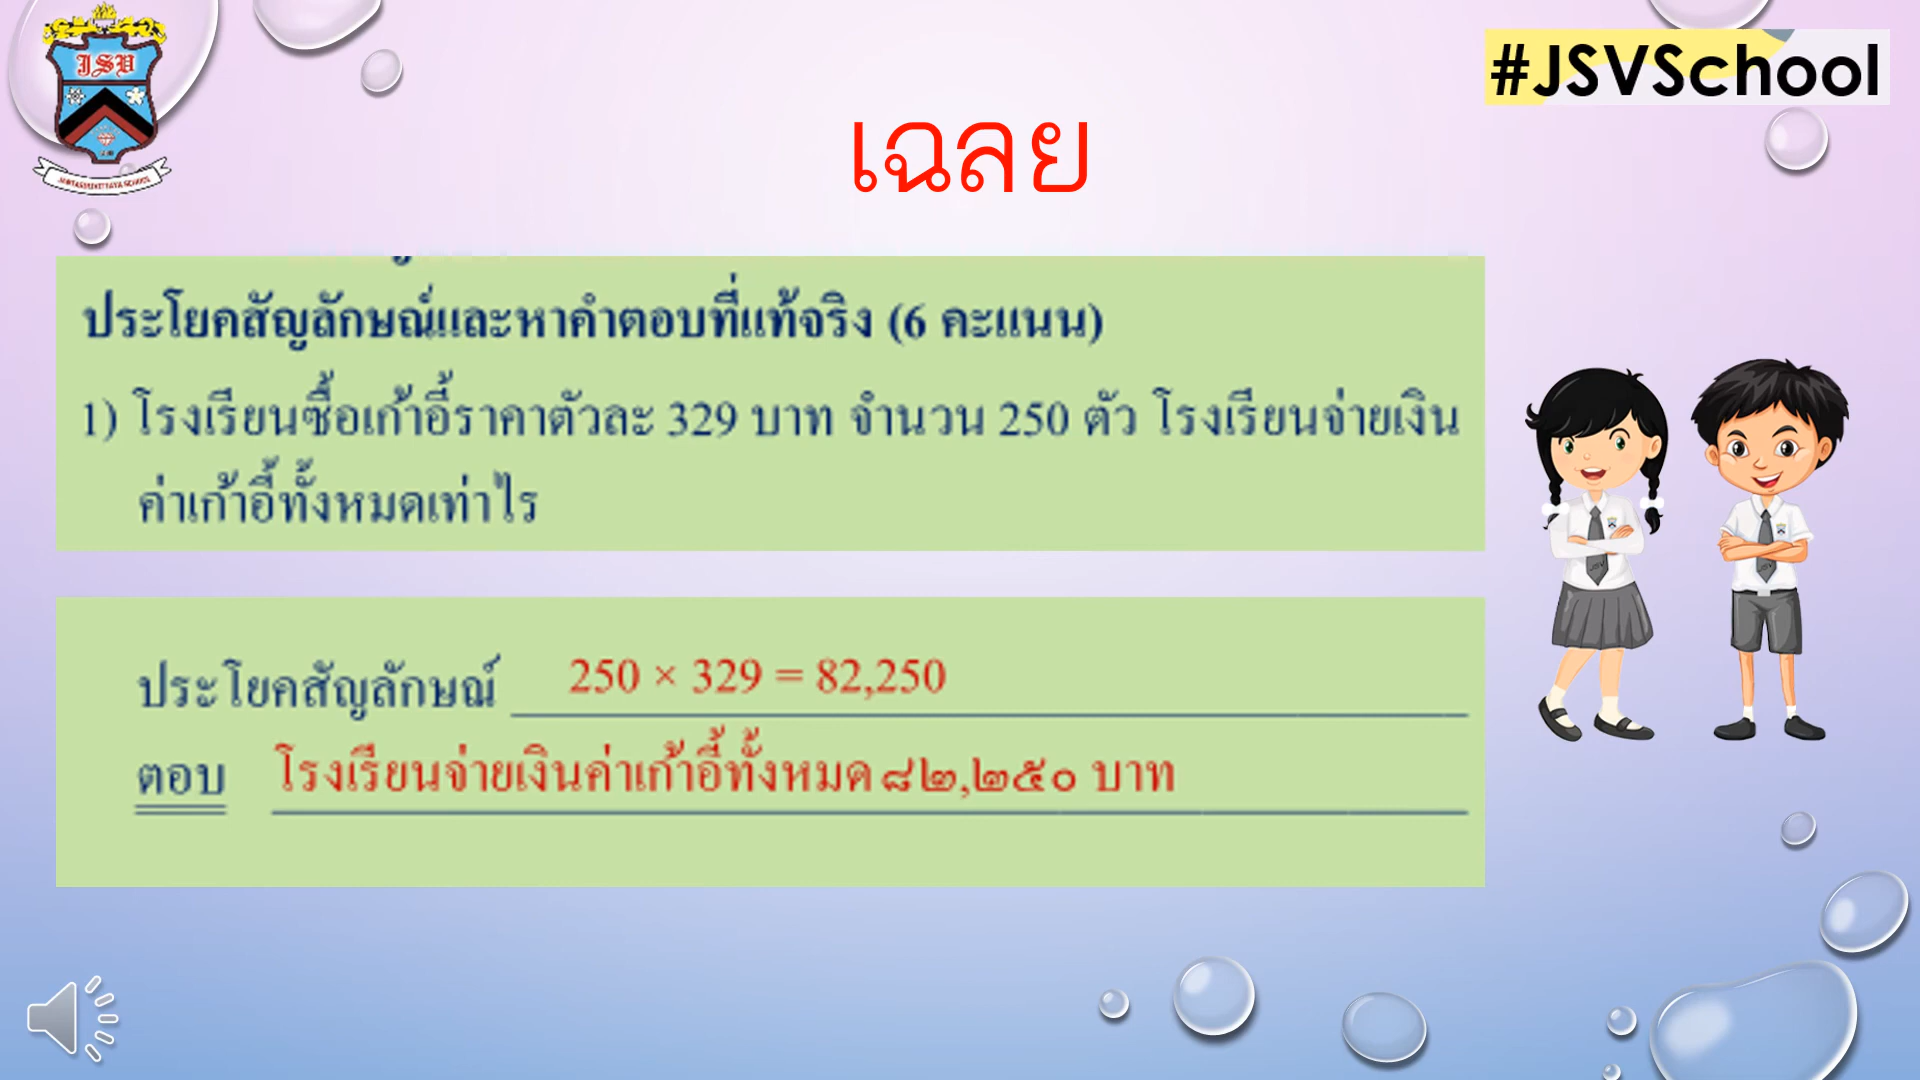 JSV
#JSVSchool
เฉลย
ประโยคสัญลักษณ์และหาคำตอบที่แท้จริง (6 คะแนน)
1) โรงเรียนซื้อเก้าอี้ราคาตัวละ 329 บาท จำนวน 250 ตัว โรงเรียนจ่ายเงิน
ค่าเก้าอี้ทั้งหมดเท่าไร
ประโยคสัญลักษณ์ 250 × 329 = 82,250
ตอบ โรงเรียนจ่ายเงินค่าเก้าอี้ทั้งหมด ๘๒,๒๕๐ บาท